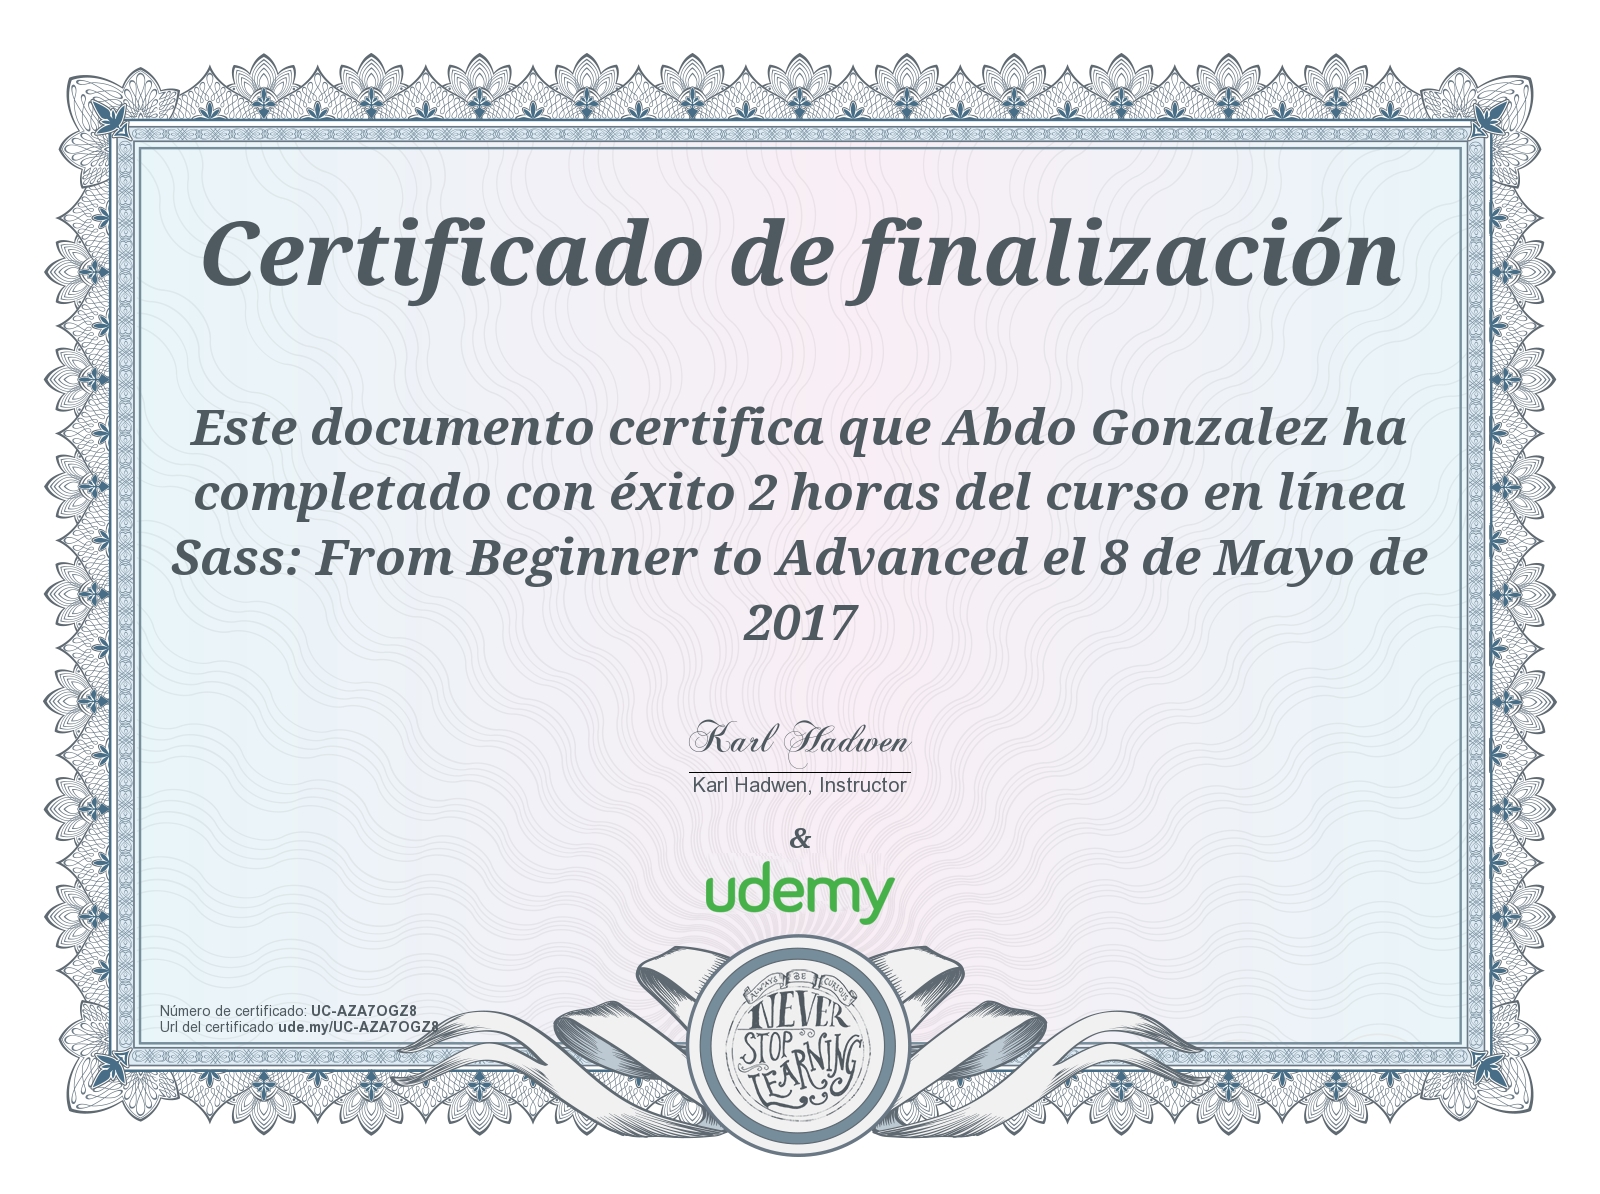 Certificado de finalización
Este documento certifica que Abdo Gonzalez ha
completado con éxito 2 horas del curso en línea
Sass: From Beginner to Advanced el 8 de Mayo de
2017
Karl Hadwen
Karl Hadwen, Instructor
&
udemy
Número de certificado: UC-AZA7OGZ8
Url del certificado ude.my/UC-AZA7OGZ8
ALWAYS BE CURIOUS
NEVER
STOP
LEARNING